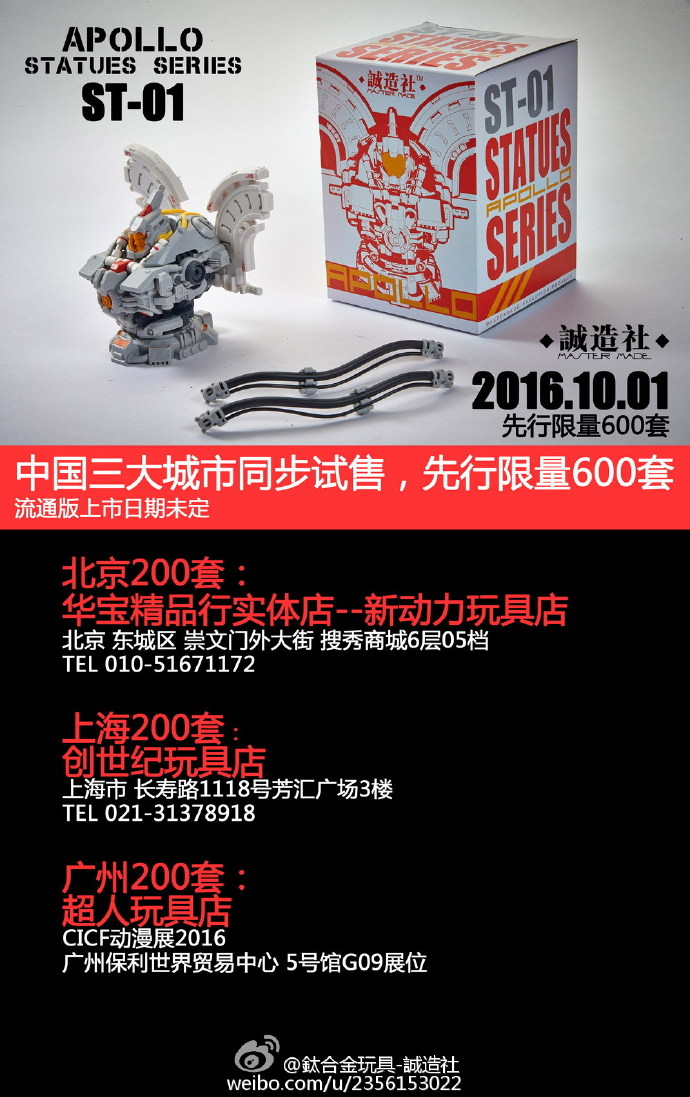 APOLLO
STATUES SERIES
ST-01
誠造社™
MASTER MADE
ST-01
STATUES
APOLLO
SERIES
APOLLO
誠造社
MASTER MADE
2016.10.01
先行限量600套
中国三大城市同步试售，先行限量600套
流通版上市日期未定
北京200套：
华宝精品行实体店--新动力玩具店
北京 东城区 崇文门外大街 搜秀商城6层05档
TEL 010-51671172
上海200套：
创世纪玩具店
上海市 长寿路1118号芳汇广场3楼
TEL 021-31378918
广州200套：
超人玩具店
CICF动漫展2016
广州保利世界贸易中心 5号馆G09展位
@鈦合金玩具-誠造社
weibo.com/u/2356153022